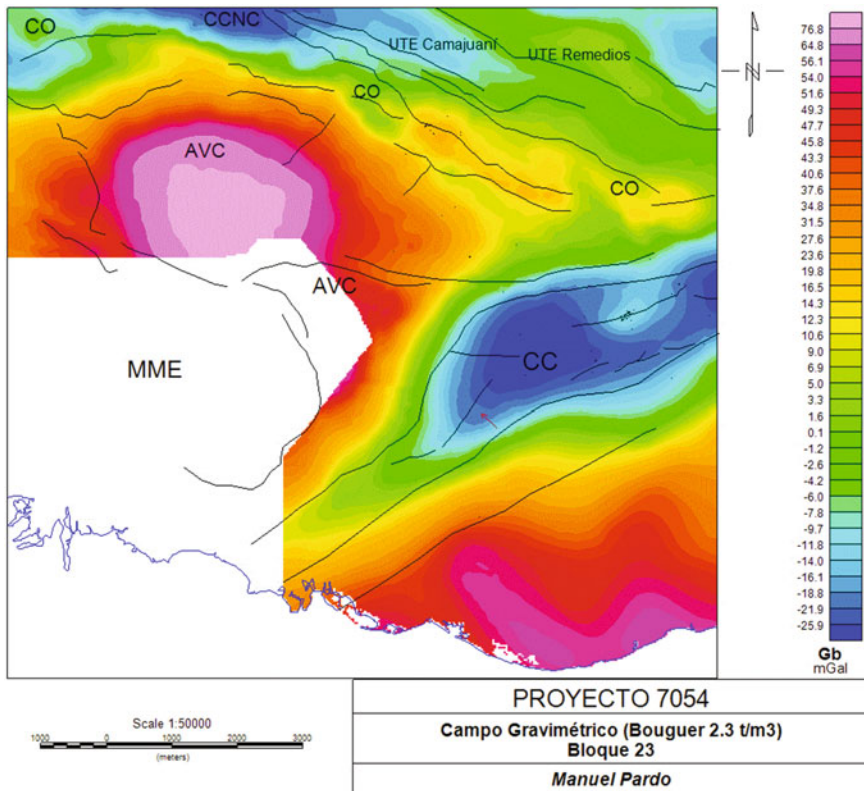 CO
CCNC
UTE Camajuaní
UTE Remedios
CO
AVC
CO
AVC
MME
CC
N
76.8
64.8
56.1
54.0
51.6
49.3
47.7
45.8
43.3
40.6
37.6
34.8
31.5
27.6
23.6
19.8
16.5
14.3
12.3
10.6
9.0
6.9
5.0
3.3
1.6
0.1
-1.2
-2.6
-4.2
-6.0
-7.8
-9.7
-11.8
-14.0
-16.1
-18.8
-21.9
-25.9
Gb
mGal
Scale 1:50000
1000 0 1000 2000 3000
(meters)
PROYECTO 7054
Campo Gravimétrico (Bouguer 2.3 t/m3)
Bloque 23
Manuel Pardo